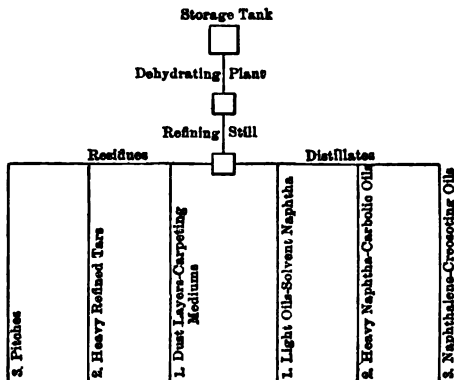 Storage Tank
Dehydrating Plant
Refining Still
Residues
Distillates
3. Pitches
2. Heavy Refined Tars
1. Dust Layers-Carpeting
Mediums
1. Light Oils-Solvent Naphtha
2. Heavy Naphtha-Carbolic Oils
3. Naphthalene-Creosoting Oils